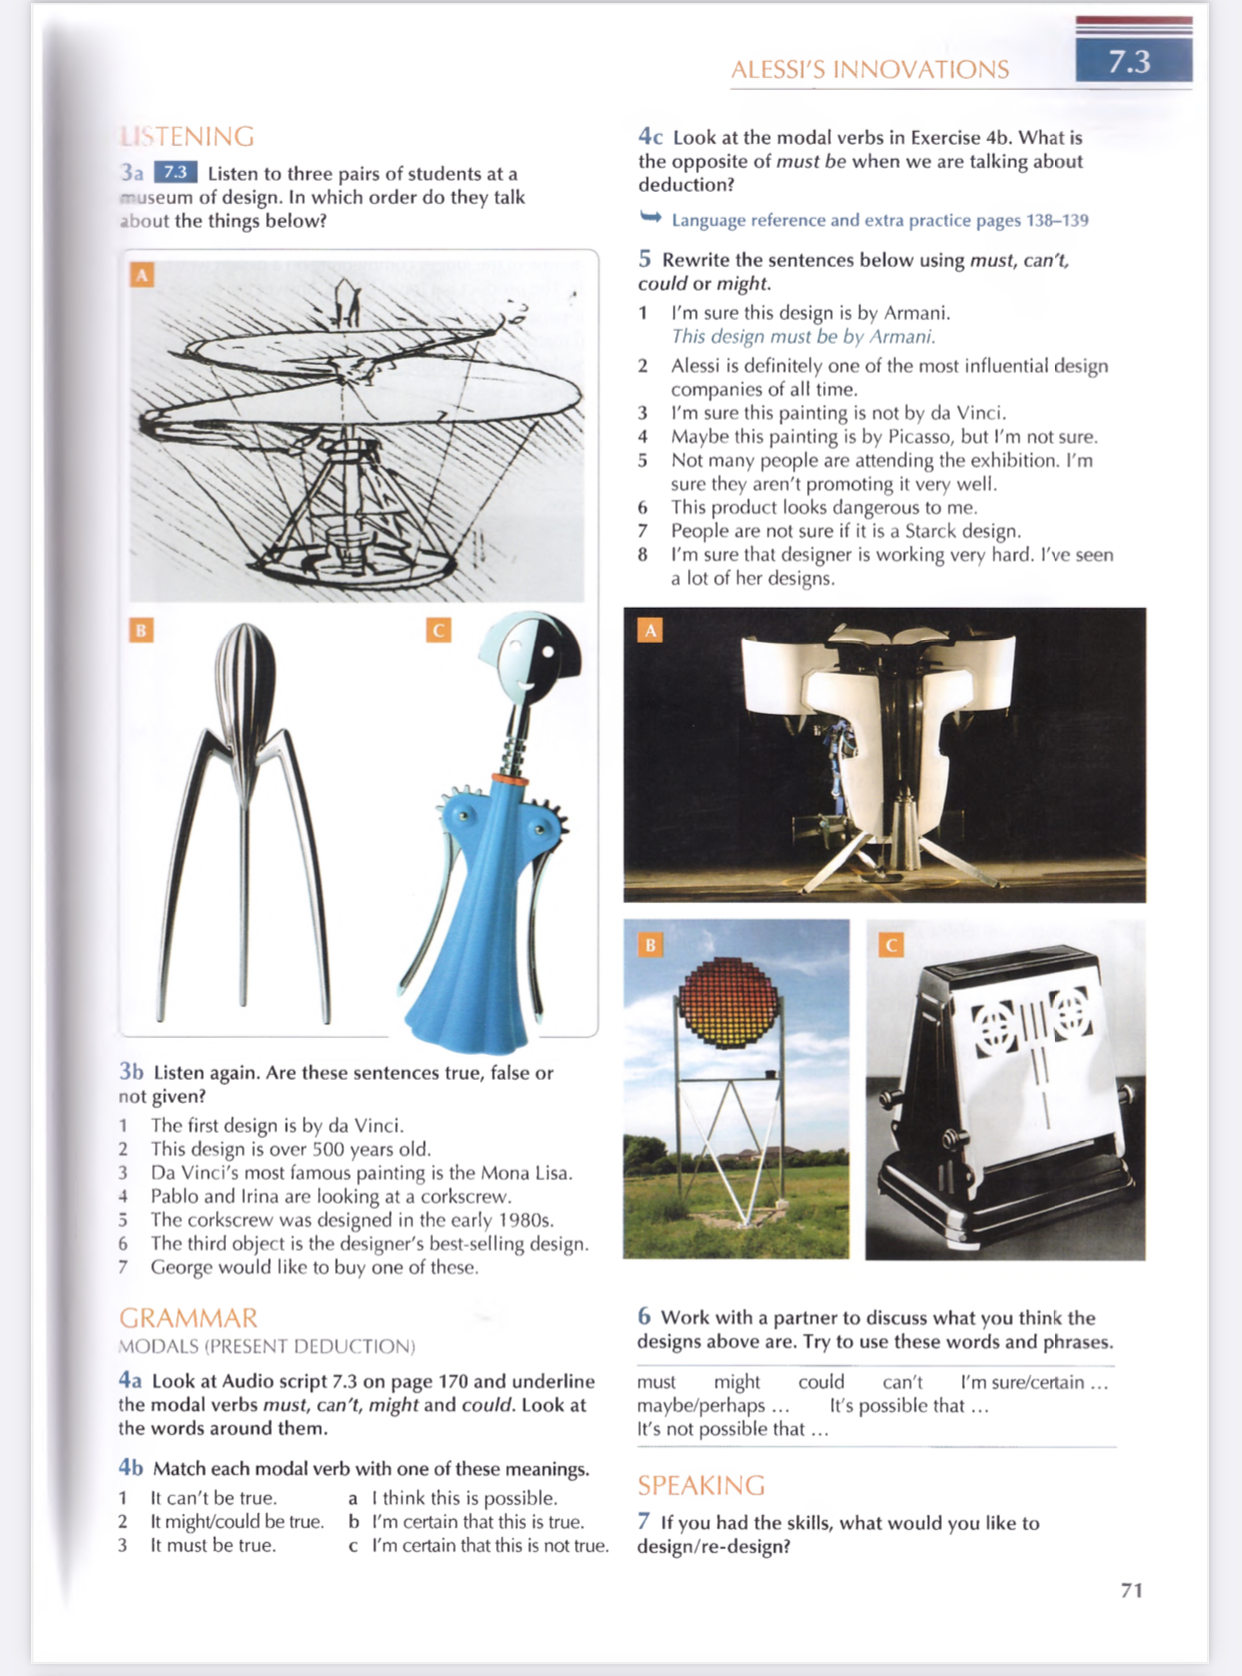 ALESSI'S INNOVATIONS
7.3
LISTENING
3a 7.3 Listen to three pairs of students at a
museum of design. In which order do they talk
about the things below?
A
B
C
3b Listen again. Are these sentences true, false or
not given?
1 The first design is by da Vinci.
2 This design is over 500 years old.
3 Da Vinci's most famous painting is the Mona Lisa.
4 Pablo and Irina are looking at a corkscrew.
5 The corkscrew was designed in the early 1980s.
6 The third object is the designer's best-selling design.
7 George would like to buy one of these.
GRAMMAR
MODALS (PRESENT DEDUCTION)
4a Look at Audio script 7.3 on page 170 and underline
the modal verbs must, can't, might and could. Look at
the words around them.
4b Match each modal verb with one of these meanings.
1 It can't be true. a I think this is possible.
2 It might/could be true. b I'm certain that this is true.
3 It must be true. c I'm certain that this is not true.
4c Look at the modal verbs in Exercise 4b. What is
the opposite of must be when we are talking about
deduction?
Language reference and extra practice pages 138–139
5 Rewrite the sentences below using must, can't,
could or might.
1 I'm sure this design is by Armani.
This design must be by Armani.
2 Alessi is definitely one of the most influential design
companies of all time.
3 I'm sure this painting is not by da Vinci.
4 Maybe this painting is by Picasso, but I'm not sure.
5 Not many people are attending the exhibition. I'm
sure they aren't promoting it very well.
6 This product looks dangerous to me.
7 People are not sure if it is a Starck design.
8 I'm sure that designer is working very hard. I've seen
a lot of her designs.
A
B
C
6 Work with a partner to discuss what you think the
designs above are. Try to use these words and phrases.
must might could can't I'm sure/certain ...
maybe/perhaps ... It's possible that ...
It's not possible that ...
SPEAKING
7 If you had the skills, what would you like to
design/re-design?
71